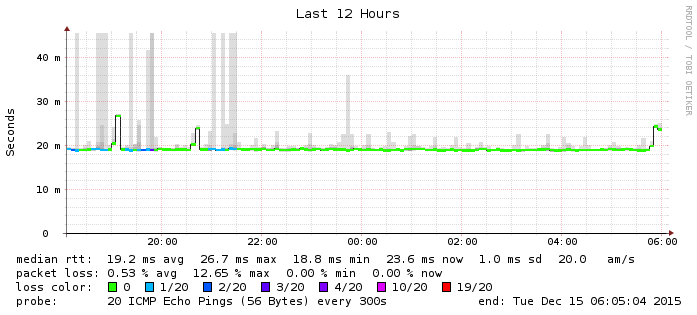 Last 12 Hours
RRDTOOL / TOBI OETIKER
Seconds
40 m
30 m
20 m
10 m
0
20:00 22:00 00:00 02:00 04:00 06:00
median rtt: 19.2 ms avg 26.7 ms max 18.8 ms min 23.6 ms now 1.0 ms sd 20.0 am/s
packet loss: 0.53 % avg 12.65 % max 0.00 % min 0.00 % now
loss color: 0 1/20 2/20 3/20 4/20 10/20 19/20
probe: 20 ICMP Echo Pings (56 Bytes) every 300s end: Tue Dec 15 06:05:04 2015